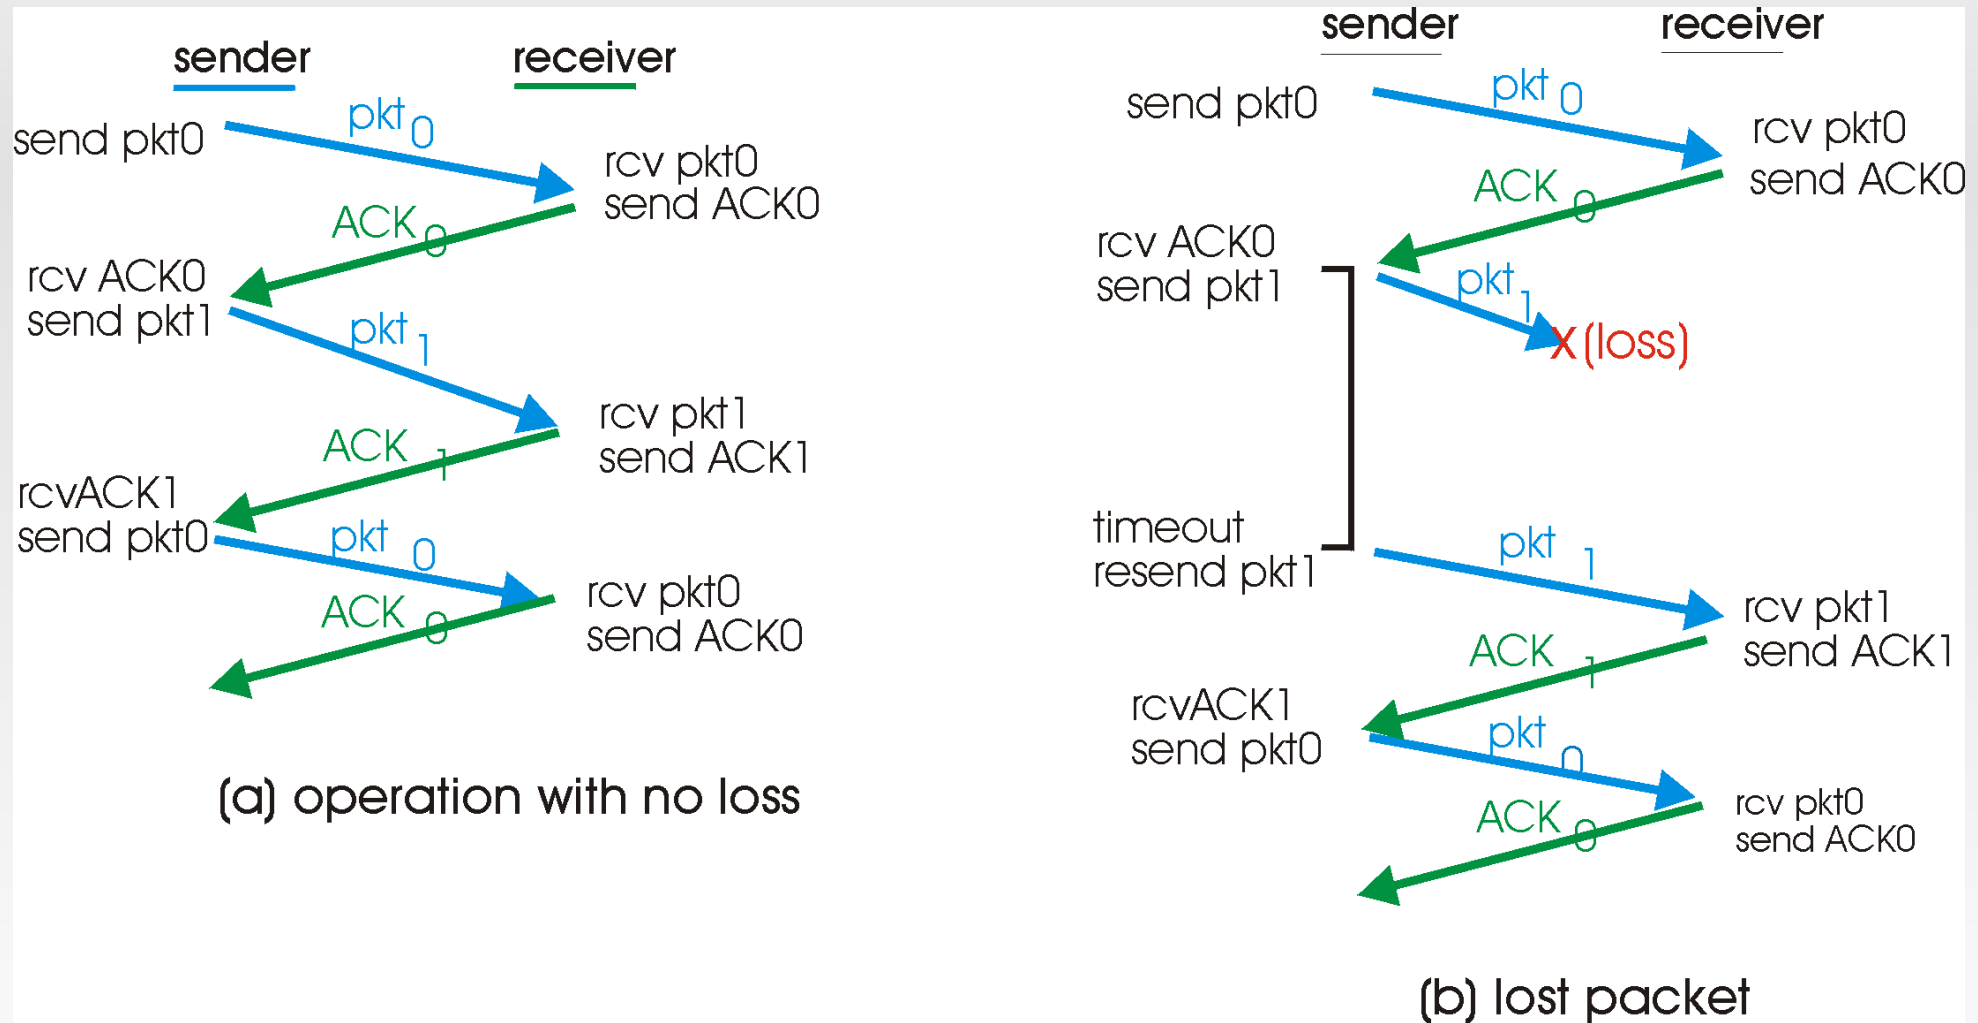 sender
receiver
send pkt0
pkt 0
rcv pkt0
send ACK0
ACK 0
rcv ACK0
send pkt1
pkt 1
rcv pkt1
send ACK1
ACK 1
rcvACK1
send pkt0
pkt 0
rcv pkt0
send ACK0
ACK 0
(a) operation with no loss
sender
receiver
send pkt0
pkt 0
rcv pkt0
send ACK0
ACK 0
rcv ACK0
send pkt1
pkt 1
X (loss)
timeout
resend pkt1
pkt 1
rcv pkt1
send ACK1
ACK 1
rcvACK1
send pkt0
pkt 0
rcv pkt0
send ACK0
ACK 0
(b) lost packet